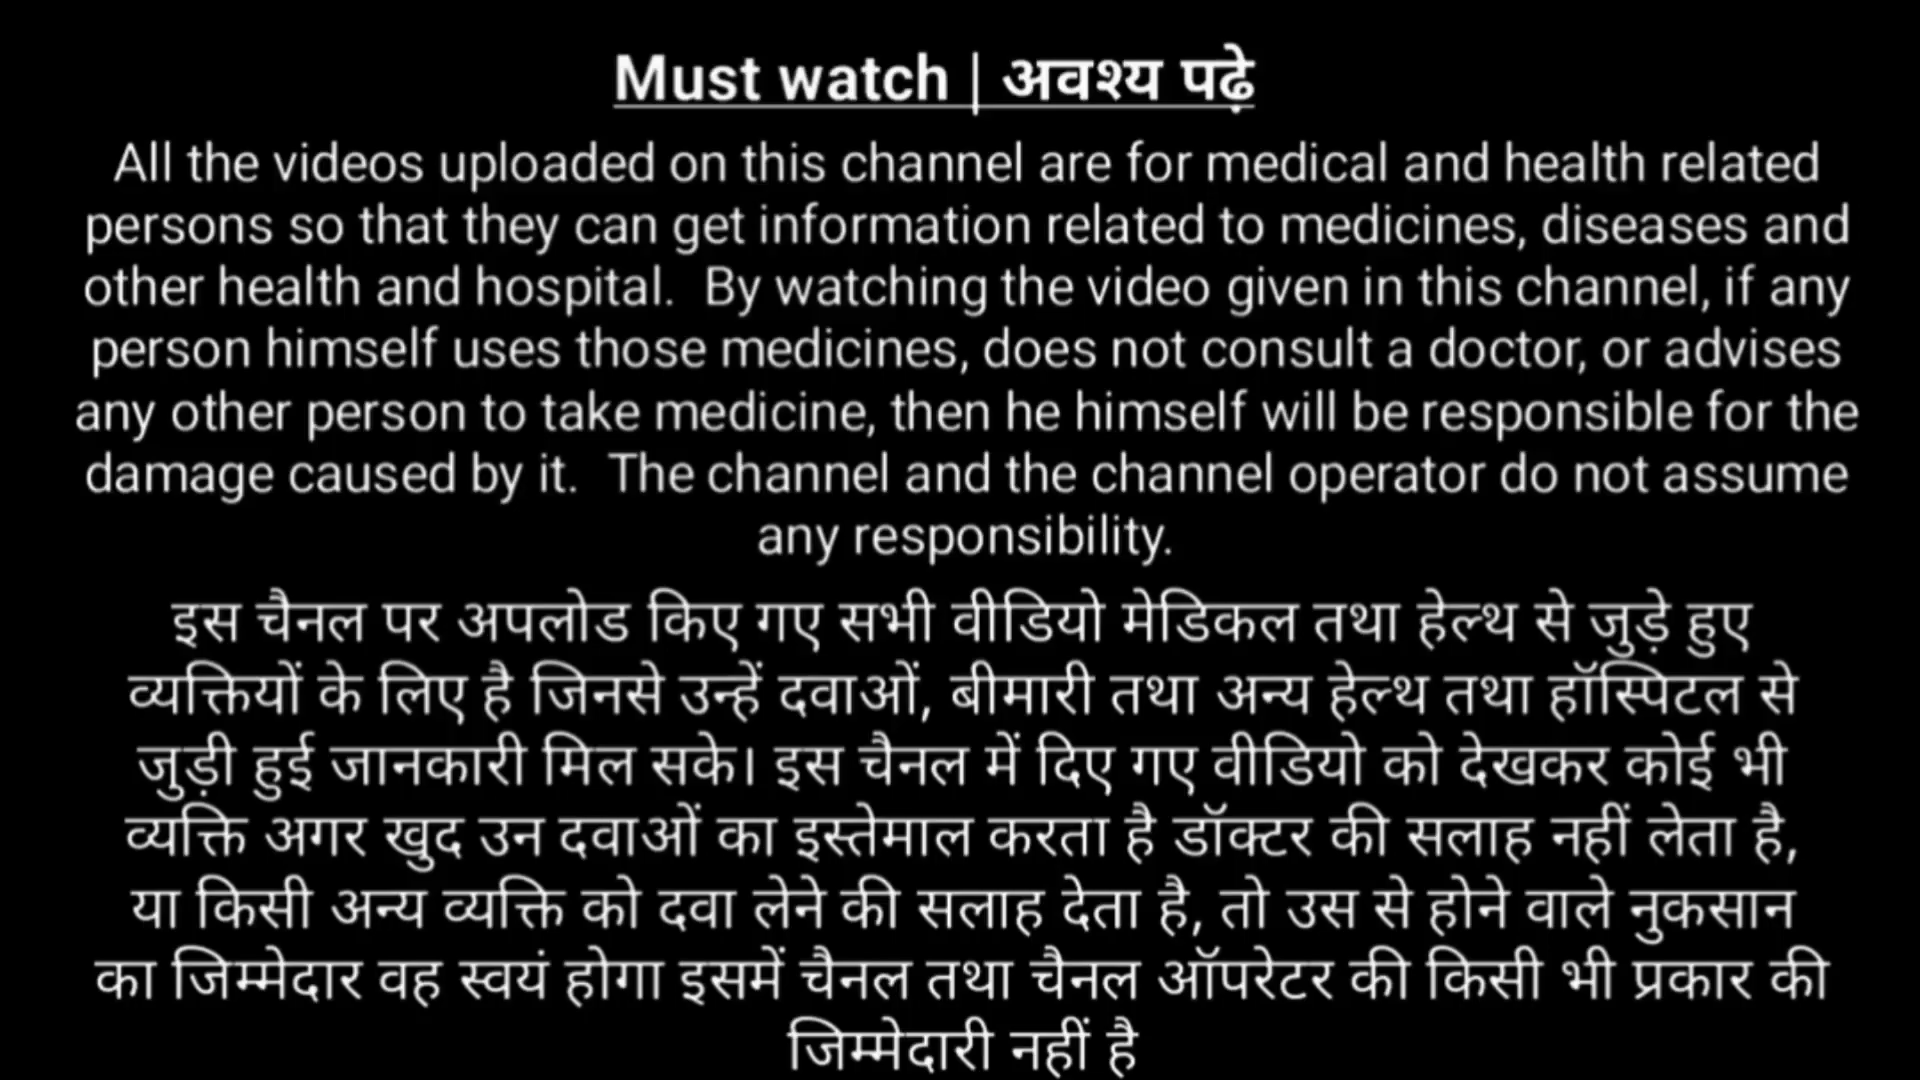 Must watch | अवश्य पढ़े
All the videos uploaded on this channel are for medical and health related
persons so that they can get information related to medicines, diseases and
other health and hospital. By watching the video given in this channel, if any
person himself uses those medicines, does not consult a doctor, or advises
any other person to take medicine, then he himself will be responsible for the
damage caused by it. The channel and the channel operator do not assume
any responsibility.
इस चैनल पर अपलोड किए गए सभी वीडियो मेडिकल तथा हेल्थ से जुड़े हुए
व्यक्तियों के लिए है जिनसे उन्हें दवाओं, बीमारी तथा अन्य हेल्थ तथा हॉस्पिटल से
जुड़ी हुई जानकारी मिल सके। इस चैनल में दिए गए वीडियो को देखकर कोई भी
व्यक्ति अगर खुद उन दवाओं का इस्तेमाल करता है डॉक्टर की सलाह नहीं लेता है,
या किसी अन्य व्यक्ति को दवा लेने की सलाह देता है, तो उस से होने वाले नुकसान
का जिम्मेदार वह स्वयं होगा इसमें चैनल तथा चैनल ऑपरेटर की किसी भी प्रकार की
जिम्मेदारी नहीं है